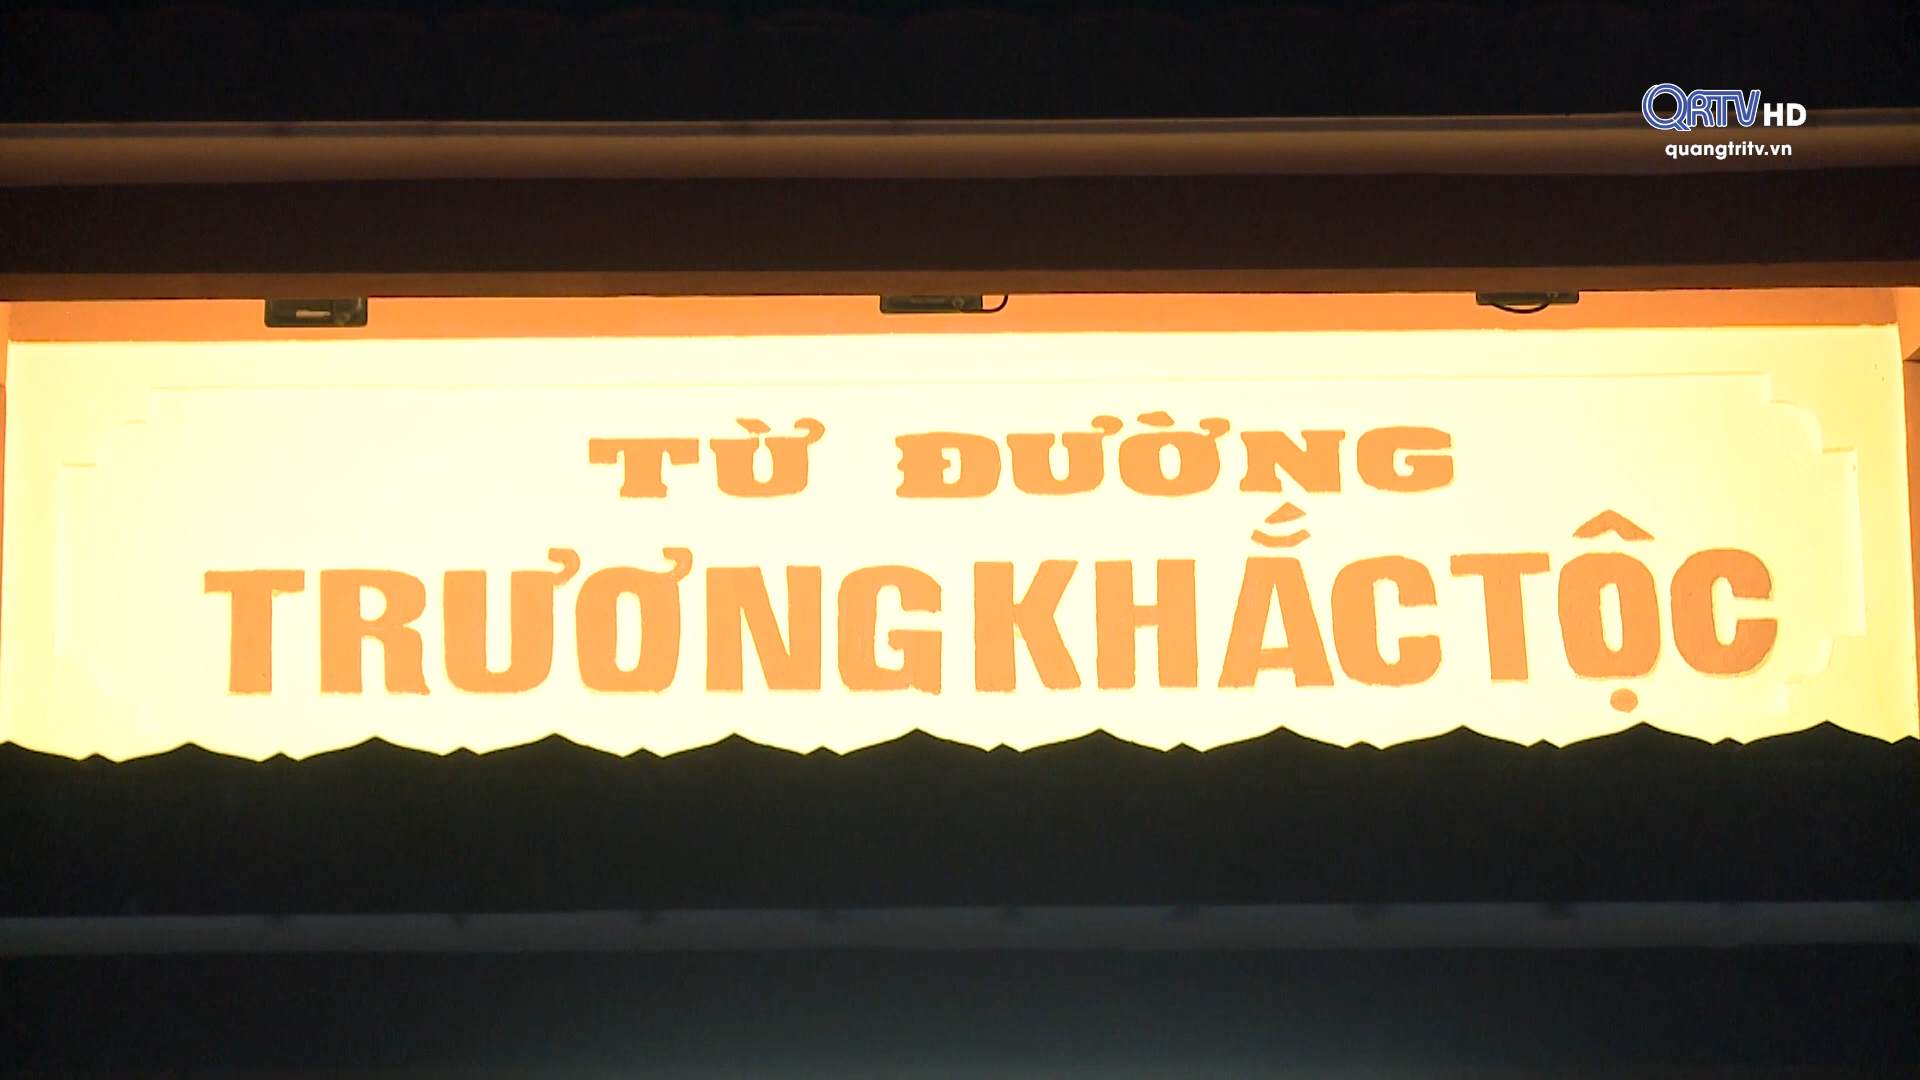 QRTV HD
quangtritv.vn
TỪ ĐƯỜNG
TRƯƠNG KHẮC TỘC